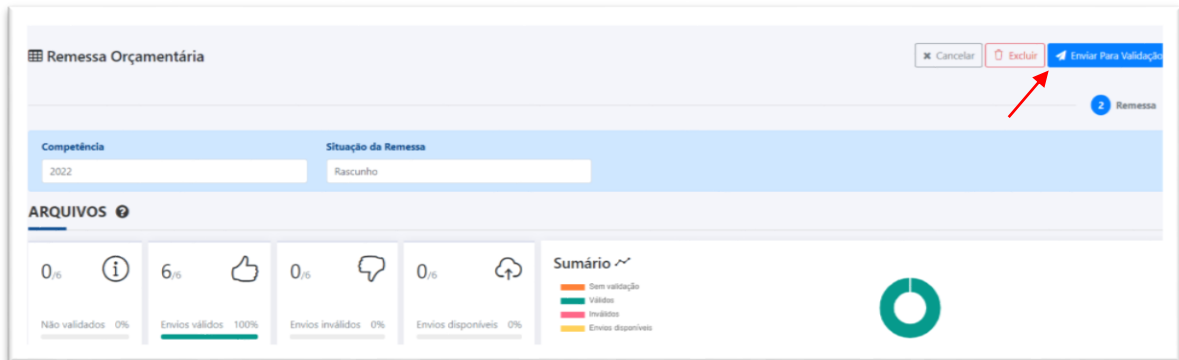 Remessa Orçamentária
Cancelar Excluir Enviar Para Validação
2 Remessa
Competência Situação da Remessa
2022 Rascunho
ARQUIVOS
0/6 6/6 0/6 0/6
Não validados 0% Envios válidos 100% Envios inválidos 0% Envios disponíveis 0%
Sumário
Sem validação
Válidos
Inválidos
Envios disponíveis